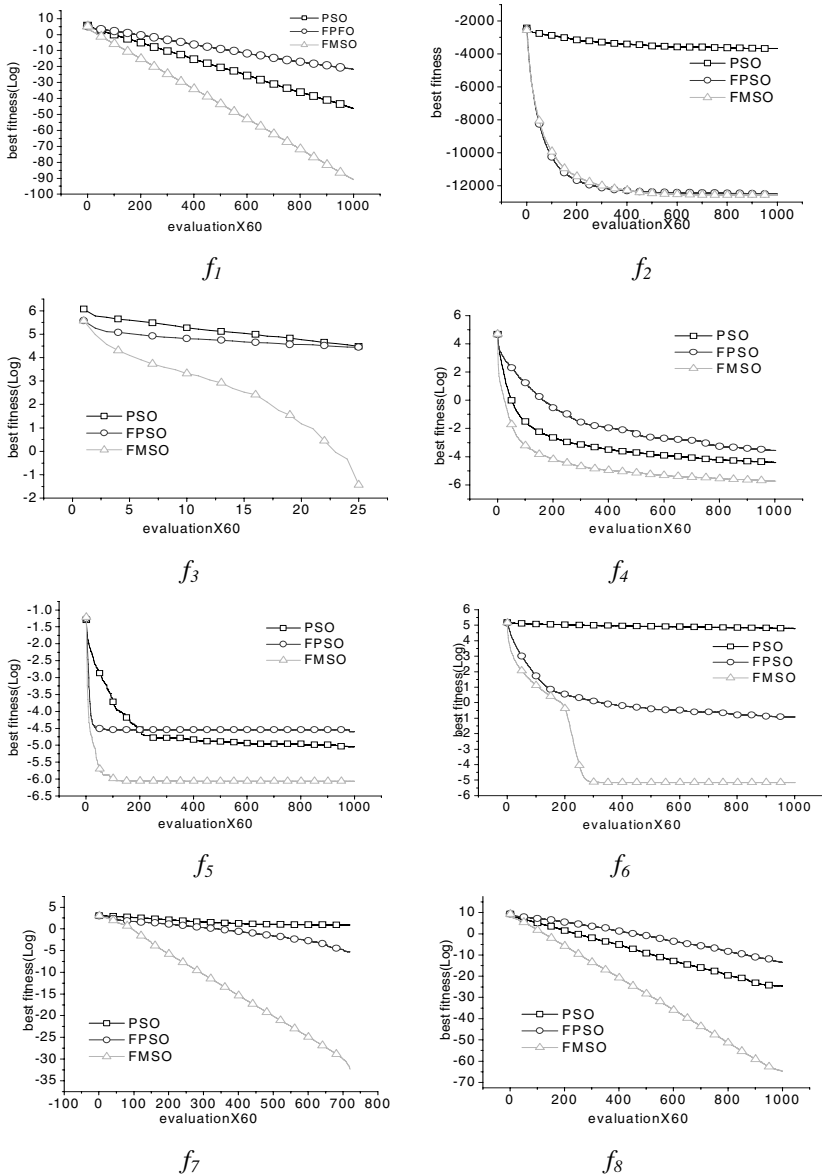 PSO
FPFO
FMSO
10
0
-10
-20
-30
-40
-50
-60
-70
-80
-90
-100
best fitness(Log)
0 200 400 600 800 1000
evaluationX60
f1
PSO
FPSO
FMSO
-2000
-4000
-6000
-8000
-10000
-12000
best fitness
0 200 400 600 800 1000
evaluationX60
f2
6
5
4
3
2
1
0
-1
-2
best fitness(Log)
PSO
FPSO
FMSO
5 10 15 20 25
evaluationX60
f3
6
4
2
0
-2
-4
-6
best fitness(Log)
PSO
FPSO
FMSO
0 200 400 600 800 1000
evaluationX60
f4
-1.0
-1.5
-2.0
-2.5
-3.0
-3.5
-4.0
-4.5
-5.0
-5.5
-6.0
-6.5
best fitness(Log)
PSO
FPSO
FMSO
0 200 400 600 800 1000
evaluationX60
f5
6
5
4
3
2
1
0
-1
-2
-3
-4
-5
-6
best fitness(Log)
PSO
FPSO
FMSO
0 200 400 600 800 1000
evaluationX60
f6
5
0
-5
-10
-15
-20
-25
-30
-35
best fitness(Log)
PSO
FPSO
FMSO
-100 0 100 200 300 400 500 600 700 800
evaluationX60
f7
10
0
-10
-20
-30
-40
-50
-60
-70
best fitness(Log)
PSO
FPSO
FMSO
0 200 400 600 800 1000
evaluationX60
f8